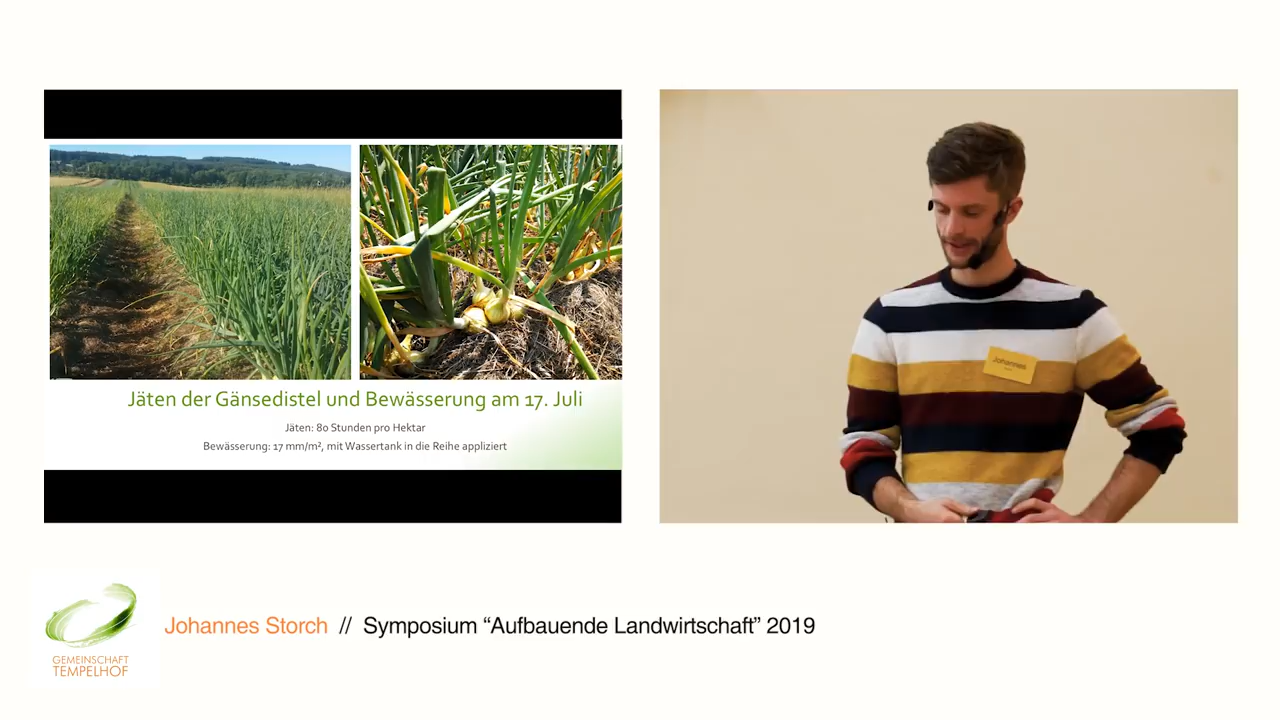 Jäten der Gänsedistel und Bewässerung am 17. Juli
Jäten: 80 Stunden pro Hektar
Bewässerung: 17 mm/m², mit Wassertank in die Reihe appliziert
Johannes
GEMEINSCHAFT
TEMPELHOF
Johannes Storch // Symposium “Aufbauende Landwirtschaft” 2019